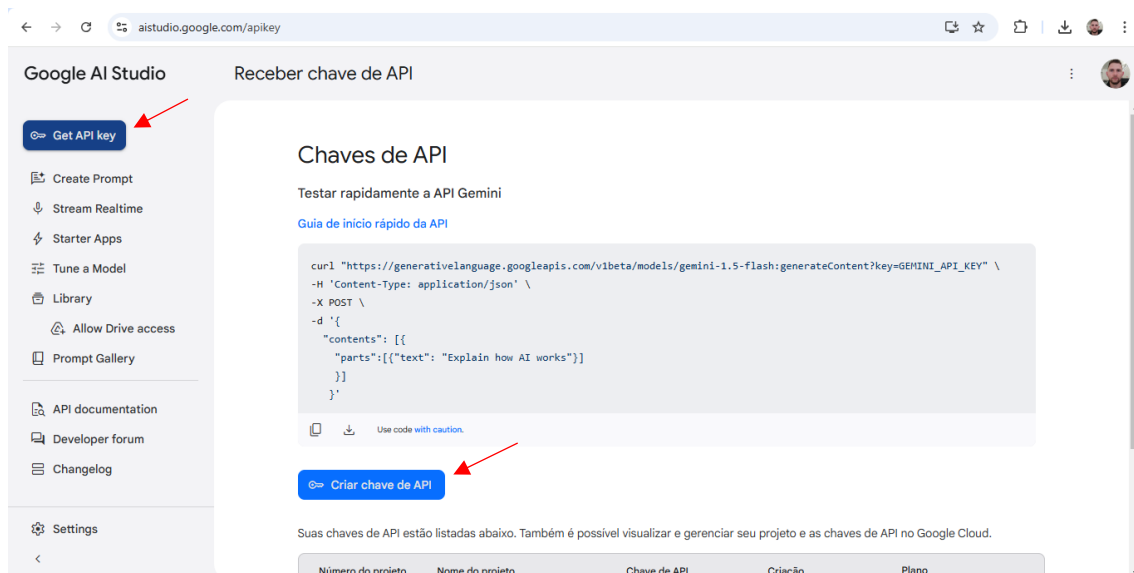 aistudio.google.com/apikey
Google AI Studio
Receber chave de API
Get API key
Create Prompt
Stream Realtime
Starter Apps
Tune a Model
Library
Allow Drive access
Prompt Gallery
API documentation
Developer forum
Changelog
Settings
Chaves de API
Testar rapidamente a API Gemini
Guia de início rápido da API
curl "https://generativelanguage.googleapis.com/v1beta/models/gemini-1.5-flash:generateContent?key=GEMINI_API_KEY" \
-H 'Content-Type: application/json' \
-X POST \
-d '{
"contents": [{
"parts":[{"text": "Explain how AI works"}]
}]
}'
Use code with caution.
Criar chave de API
Suas chaves de API estão listadas abaixo. Também é possível visualizar e gerenciar seu projeto e as chaves de API no Google Cloud.
Número do projeto Nome do projeto Chave de API Criação Plano